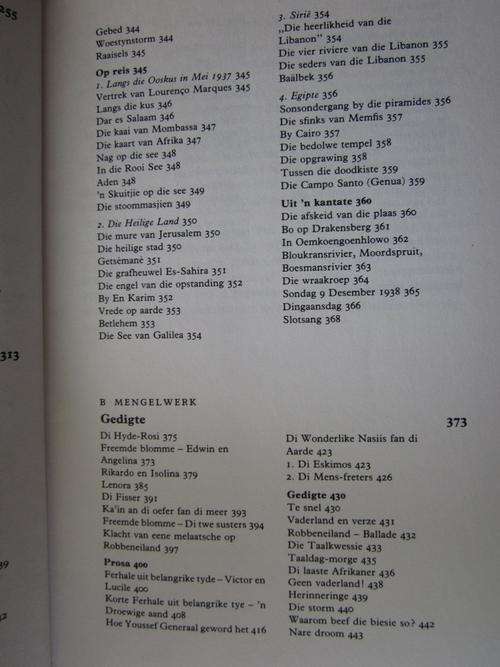 255
313
39
42
Gebed 344
Woestynstorm 344
Raaisels 345
Op reis 345
1. Langs die Ooskus in Mei 1937 345
Vertrek van Lourenço Marques 345
Langs die kus 346
Dar es Salaam 346
Die kaai van Mombassa 347
Die kaart van Afrika 347
Nag op die see 348
In die Rooi See 348
Aden 348
'n Skuitjie op die see 349
Die stoommasjien 349
2. Die Heilige Land 350
Die mure van Jerusalem 350
Die heilige stad 350
Getsémané 351
Die grafheuwel Es-Sahira 351
Die engel van die opstanding 352
By En Karim 352
Vrede op aarde 353
Betlehem 353
Die See van Galilea 354
3. Sirië 354
„Die heerlikheid van die
Libanon" 354
Die vier riviere van die Libanon 355
Die seders van die Libanon 355
Baälbek 356
4. Egipte 356
Sonsondergang by die piramides 356
Die sfinks van Memfis 357
By Cairo 357
Die bedolwe tempel 358
Die opgrawing 358
Tussen die doodkiste 359
Die Campo Santo (Genua) 359
Uit 'n kantate 360
Die afskeid van die plaas 360
Bo op Drakensberg 361
In Oemkoengoenhlowo 362
Bloukransrivier, Moordspruit,
Boesmansrivier 363
Die wraakroep 364
Sondag 9 Desember 1938 365
Dingaansdag 366
Slotsang 368
B MENGELWERK
Gedigte 373
Di Hyde-Rosi 375
Freemde blomme – Edwin en
Angelina 373
Rikardo en Isolina 379
Lenora 385
Di Fisser 391
Ka'in an di oefer fan di meer 393
Freemde blomme – Di twe susters 394
Klacht van eene melaatsche op
Robbeneiland 397
Prosa 400
Ferhale uit belangrike tyde – Victor en
Lucile 400
Korte Ferhale uit belangrike tye – 'n
Droewige aand 408
Hoe Youssef Generaal geword het 416
Di Wonderlike Nasiis fan di
Aarde 423
1. Di Eskimos 423
2. Di Mens-freters 426
Gedigte 430
Te snel 430
Vaderland en verze 431
Robbeneiland – Ballade 432
Die Taalkwessie 433
Taaldag-morge 435
Di laaste Afrikaner 436
Geen vaderland! 438
Herinneringe 439
Die storm 440
Waarom beef die biesie so? 442
Nare droom 443